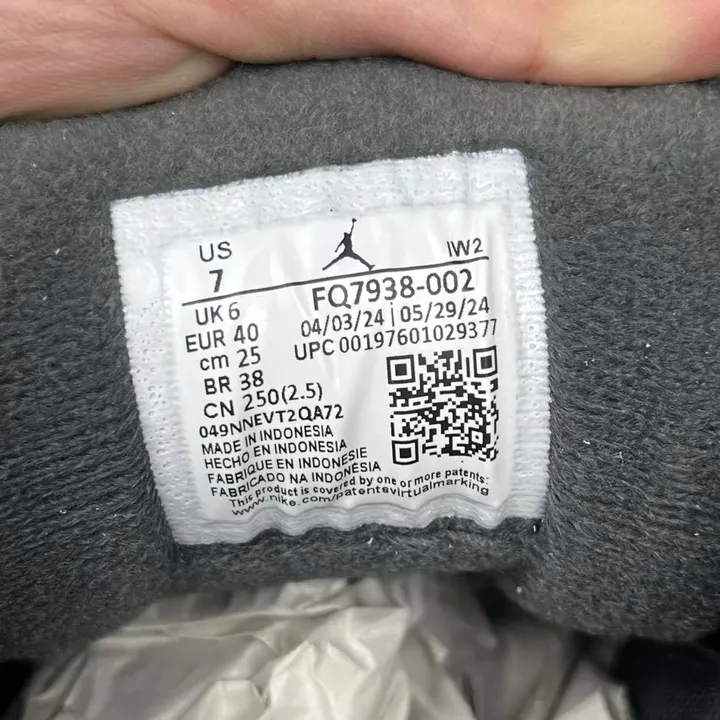 US
7
IW2
FQ7938-002
04/03/24 | 05/29/24
UPC 00197601029377
UK 6
EUR 40
cm 25
BR 38
CN 250(2.5)
049NNEVT2QA72
MADE IN INDONESIA
HECHO EN INDONESIA
FABRIQUE EN INDONESIE
FABRICADO NA INDONÉSIA
This product is covered by one or more patents:
www.nike.com/patentsvirtualmarking